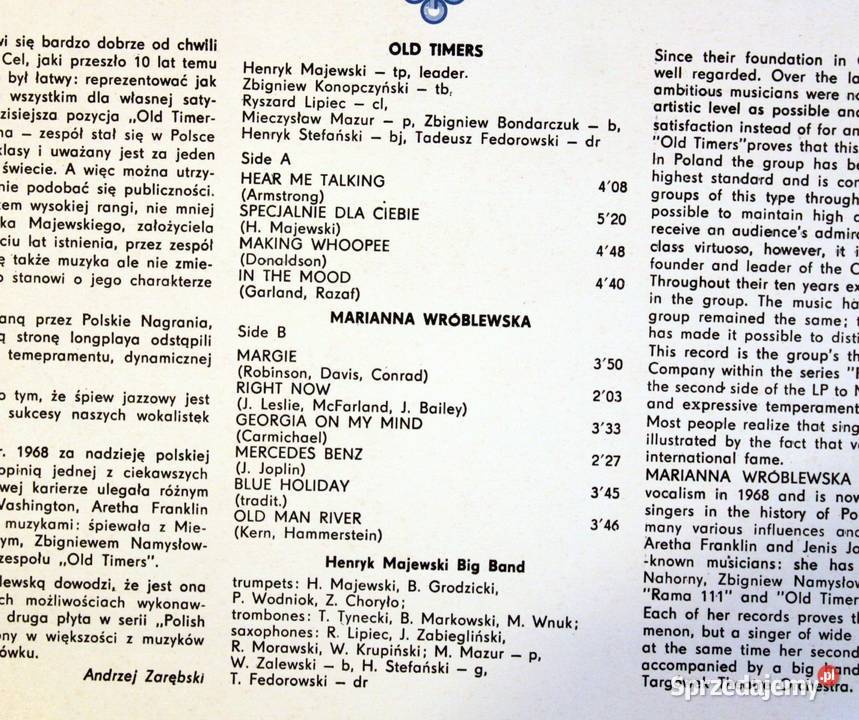 wi się bardzo dobrze od chwili
Cel, jaki przeszło 10 lat temu
był łatwy: reprezentować jak
wszystkim dla własnej saty-
zisiejsza pozycja „Old Timer-
na — zespół stał się w Polsce
klasy i uważany jest za jeden
świecie. A więc można utrzy-
nie podobać się publiczności.
tem wysokiej rangi, nie mniej
ka Majewskiego, założyciela
ciu lat istnienia, przez zespół
ę także muzyka ale nie zmie-
o stanowi o jego charakterze
aną przez Polskie Nagrania,
ą stronę longplaya odstąpili
temepramentu, dynamicznej
o tym, że śpiew jazzowy jest
sukcesy naszych wokalistek
r. 1968 za nadzieję polskiej
opinią jednej z ciekawszych
wej karierze ulegała różnym
Washington, Aretha Franklin
muzykami: śpiewała z Mie-
ym, Zbigniewem Namysłow-
zespołu „Old Timers”.
lewską dowodzi, że jest ona
ch możliwościach wykonaw-
druga płyta w serii „Polish
ony w większości z muzyków
ówku.
Andrzej Zarębski
OLD TIMERS
Henryk Majewski — tp, leader.
Zbigniew Konopczyński — tb,
Ryszard Lipiec — cl,
Mieczysław Mazur — p, Zbigniew Bondarczuk — b,
Henryk Stefański — bj, Tadeusz Fedorowski — dr
Side A
HEAR ME TALKING 4’08
(Armstrong)
SPECJALNIE DLA CIEBIE 5’20
(H. Majewski)
MAKING WHOOPEE 4’48
(Donaldson)
IN THE MOOD 4’40
(Garland, Razaf)
MARIANNA WRÓBLEWSKA
Side B
MARGIE 3’50
(Robinson, Davis, Conrad)
RIGHT NOW 2’03
(J. Leslie, McFarland, J. Bailey)
GEORGIA ON MY MIND 3’33
(Carmichael)
MERCEDES BENZ 2’27
(J. Joplin)
BLUE HOLIDAY 3’45
(tradit.)
OLD MAN RIVER 3’46
(Kern, Hammerstein)
Henryk Majewski Big Band
trumpets: H. Majewski, B. Grodzicki,
P. Wodniok, Z. Choryło;
trombones: T. Tynecki, B. Markowski, M. Wnuk;
saxophones: R. Lipiec, J. Zabiegliński,
R. Morawski, W. Krupiński; M. Mazur — p,
W. Zalewski — b, H. Stefański — g,
T. Fedorowski — dr
Since their foundation in
well regarded. Over the la
ambitious musicians were no
artistic level as possible and
satisfaction instead of for an
"Old Timers"proves that this
In Poland the group has be
highest standard and is con
groups of this type through
possible to maintain high a
receive an audience's admira
class virtuoso, however, it i
founder and leader of the O
Throughout their ten years ex
in the group. The music ha
group remained the same; t
has made it possible to disti
This record is the group's th
Company within the series "P
the second side of the LP to M
and expressive temperament
Most people realize that sing
illustrated by the fact that vo
international fame.
MARIANNA WRÓBLEWSKA
vocalism in 1968 and is now
singers in the history of Po
many various influences and
Aretha Franklin and Jenis Jo
-known musicians: she has
Nahorny, Zbigniew Namysłow
"Rama 111" and "Old Timer
Each of her records proves th
menon, but a singer of wide
at the same time her second
accompanied by a big band
Orchestra.
Sprzedajemy .pl